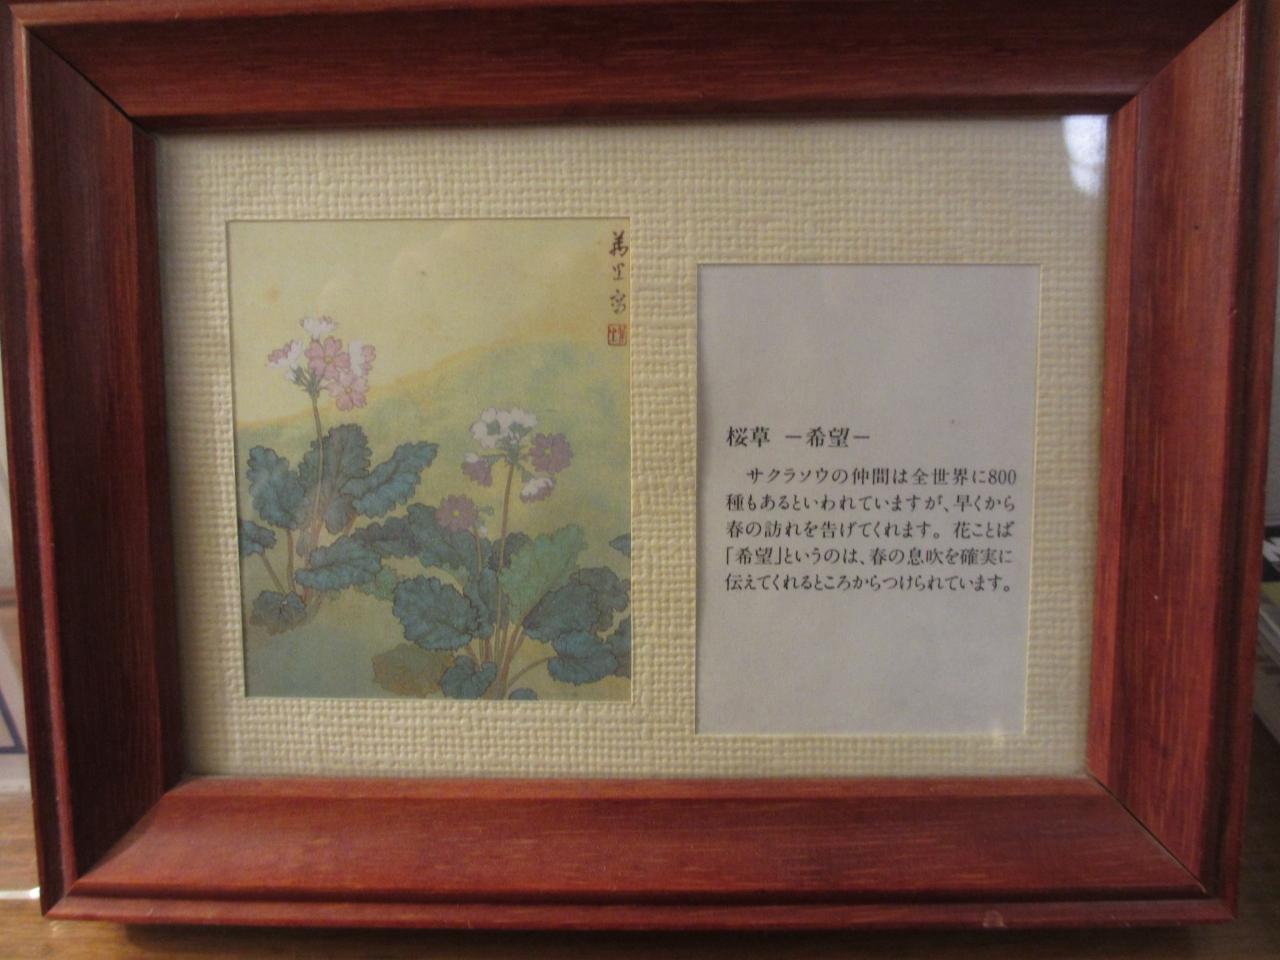 桜草 －希望－
サクラソウの仲間は全世界に800
種もあるといわれていますが、早くから
春の訪れを告げてくれます。花ことば
「希望」というのは、春の息吹を確実に
伝えてくれるところからつけられています。